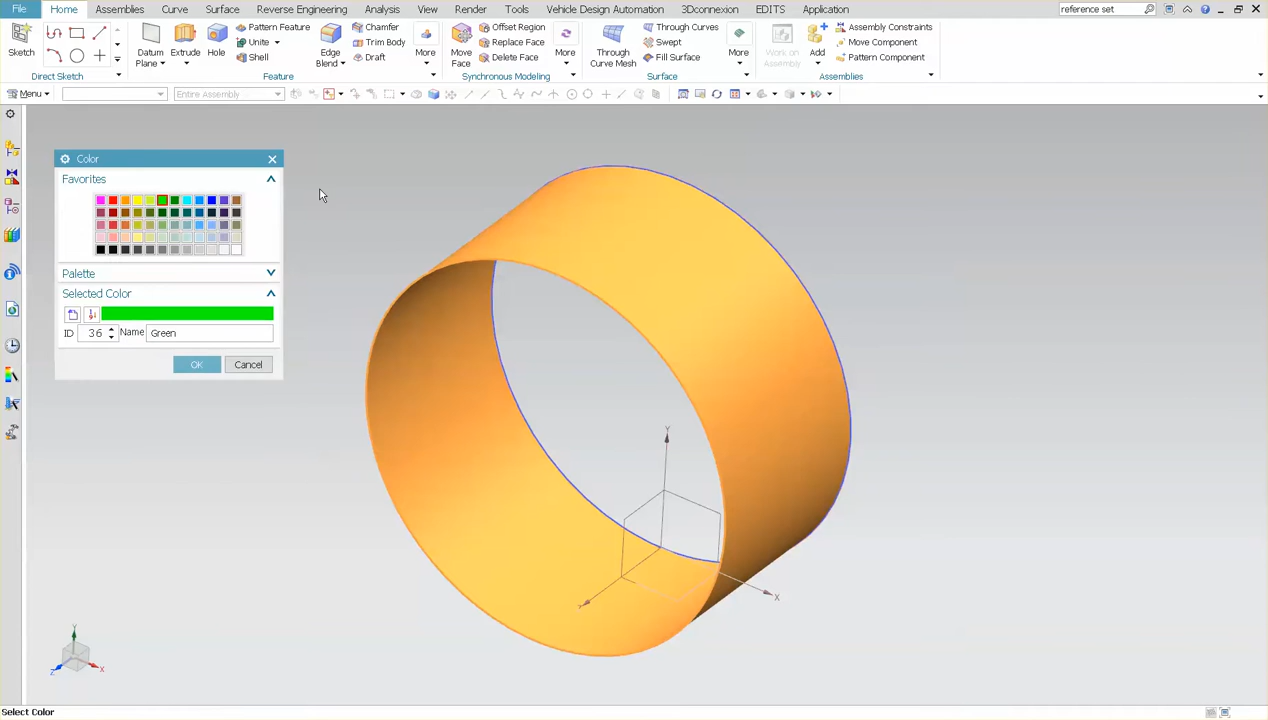 File Home Assemblies Curve Surface Reverse Engineering Analysis View Render Tools Vehicle Design Automation 3Dconnexion EDITS Application reference set
Sketch
Direct Sketch
Datum Plane
Extrude
Hole
Pattern Feature
Unite
Shell
Edge Blend
Chamfer
Trim Body
Draft
More
Feature
Move Face
Offset Region
Replace Face
Delete Face
More
Synchronous Modeling
Through Curve Mesh
Through Curves
Swept
Fill Surface
More
Surface
Work on Assembly
Add
Assembly Constraints
Move Component
Pattern Component
Assemblies
Menu
Entire Assembly
Color
Favorites
Palette
Selected Color
ID 36 Name Green
OK Cancel
Y
X
Y
X
Z
Select Color